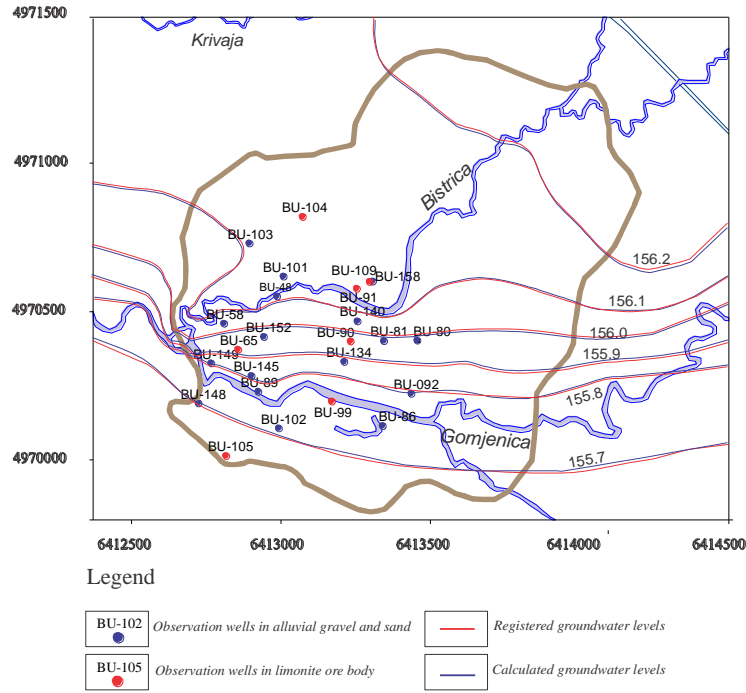 4971500
Krivaja
4971000
Bistrica
BU-104
BU-103
156.2
BU-101
BU-109
BU-158
BU-48
BU-91
156.1
4970500
BU-58
BU-140
BU-152
BU-90
BU-81
BU-80
156.0
BU-65
BU-149
BU-134
155.9
BU-145
BU-89
BU-092
155.8
BU-148
BU-99
BU-102
BU-86
Gomjenica
BU-105
155.7
4970000
6412500 6413000 6413500 6414000 6414500
Legend
BU-102 Observation wells in alluvial gravel and sand
Registered groundwater levels
BU-105 Observation wells in limonite ore body
Calculated groundwater levels